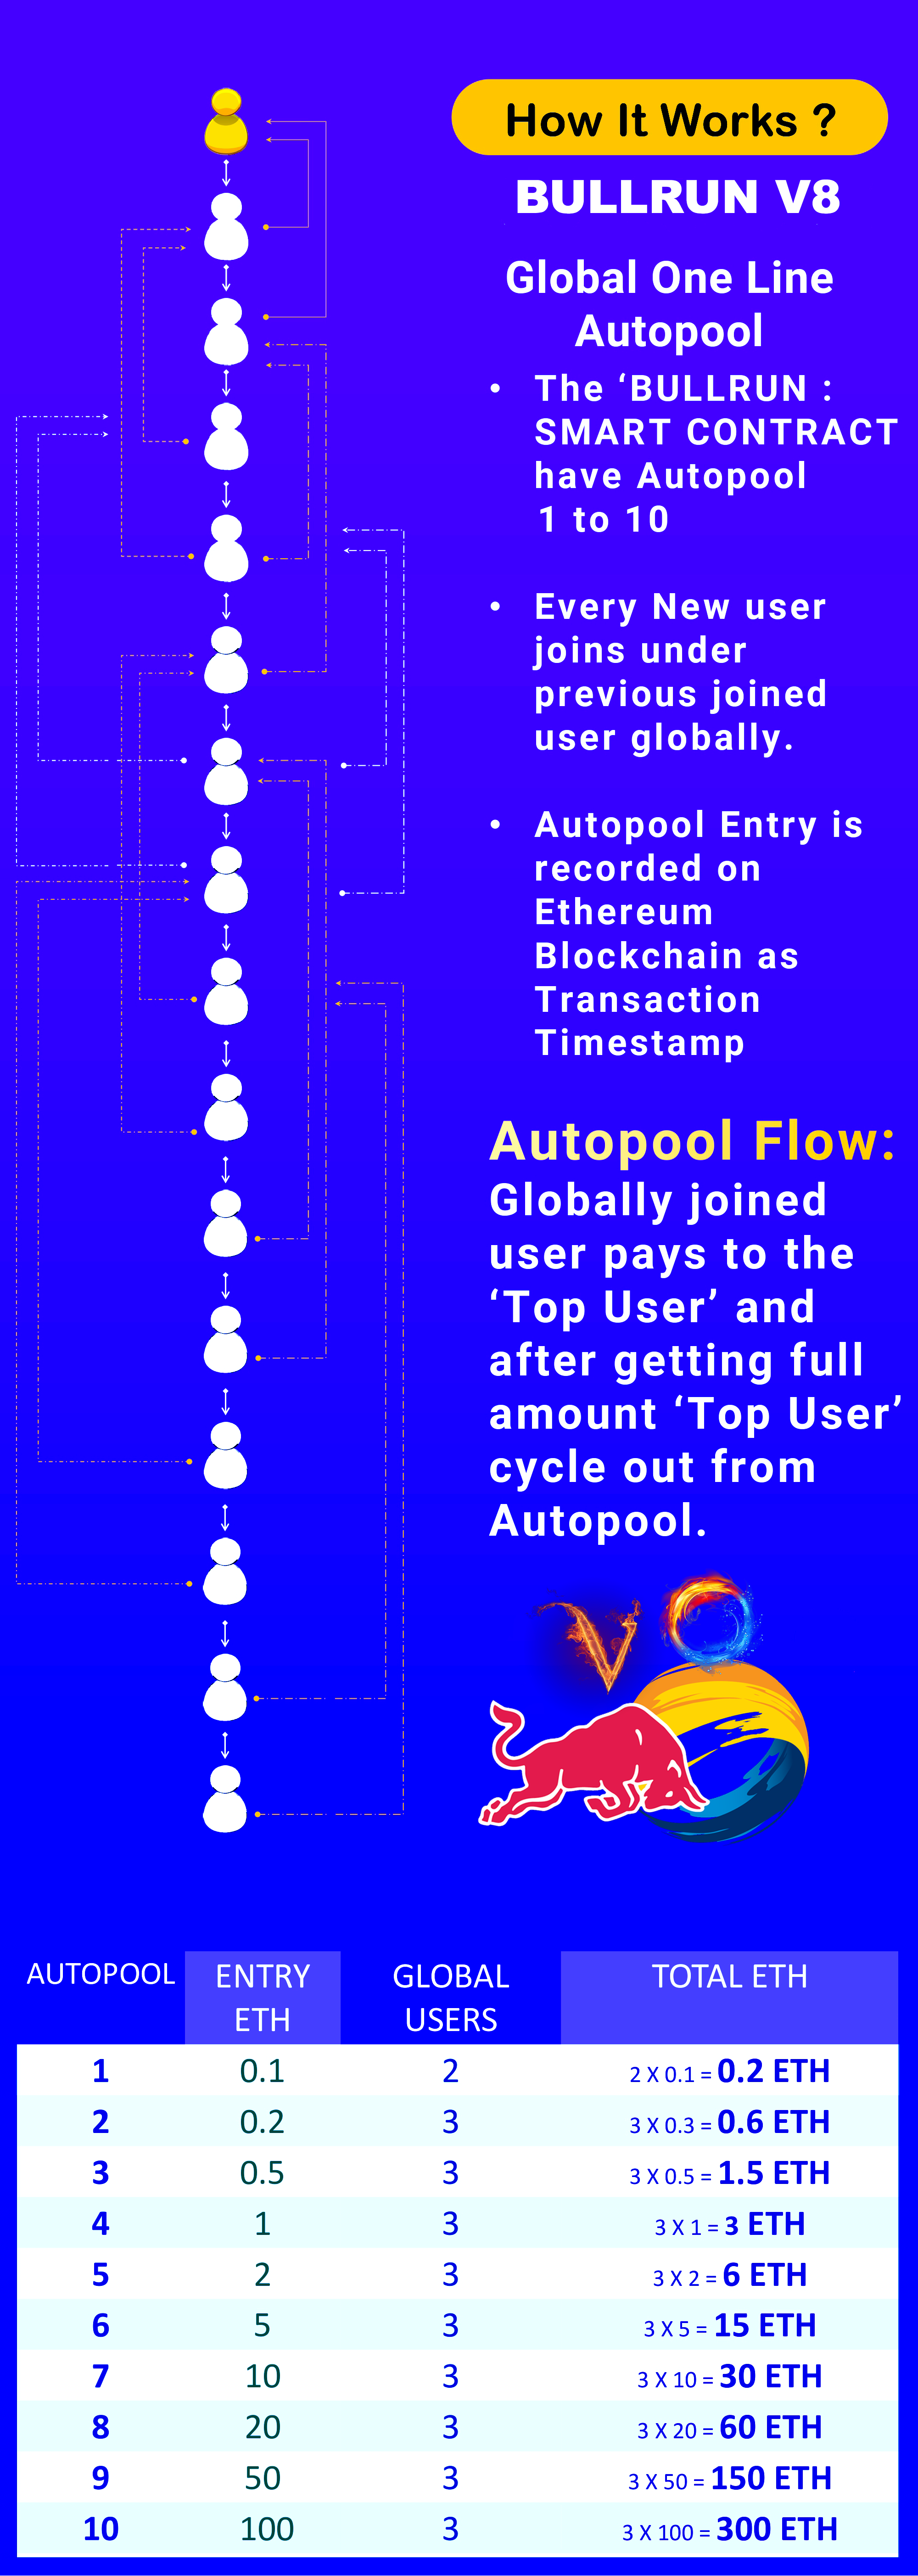 How It Works ?
BULLRUN V8
Global One Line
Autopool
• The ‘BULLRUN :
SMART CONTRACT
have Autopool
1 to 10
• Every New user
joins under
previous joined
user globally.
• Autopool Entry is
recorded on
Ethereum
Blockchain as
Transaction
Timestamp
Autopool Flow:
Globally joined
user pays to the
‘Top User’ and
after getting full
amount ‘Top User’
cycle out from
Autopool.
V8
AUTOPOOL ENTRY ETH GLOBAL USERS TOTAL ETH
1 0.1 2 2 X 0.1 = 0.2 ETH
2 0.2 3 3 X 0.3 = 0.6 ETH
3 0.5 3 3 X 0.5 = 1.5 ETH
4 1 3 3 X 1 = 3 ETH
5 2 3 3 X 2 = 6 ETH
6 5 3 3 X 5 = 15 ETH
7 10 3 3 X 10 = 30 ETH
8 20 3 3 X 20 = 60 ETH
9 50 3 3 X 50 = 150 ETH
10 100 3 3 X 100 = 300 ETH